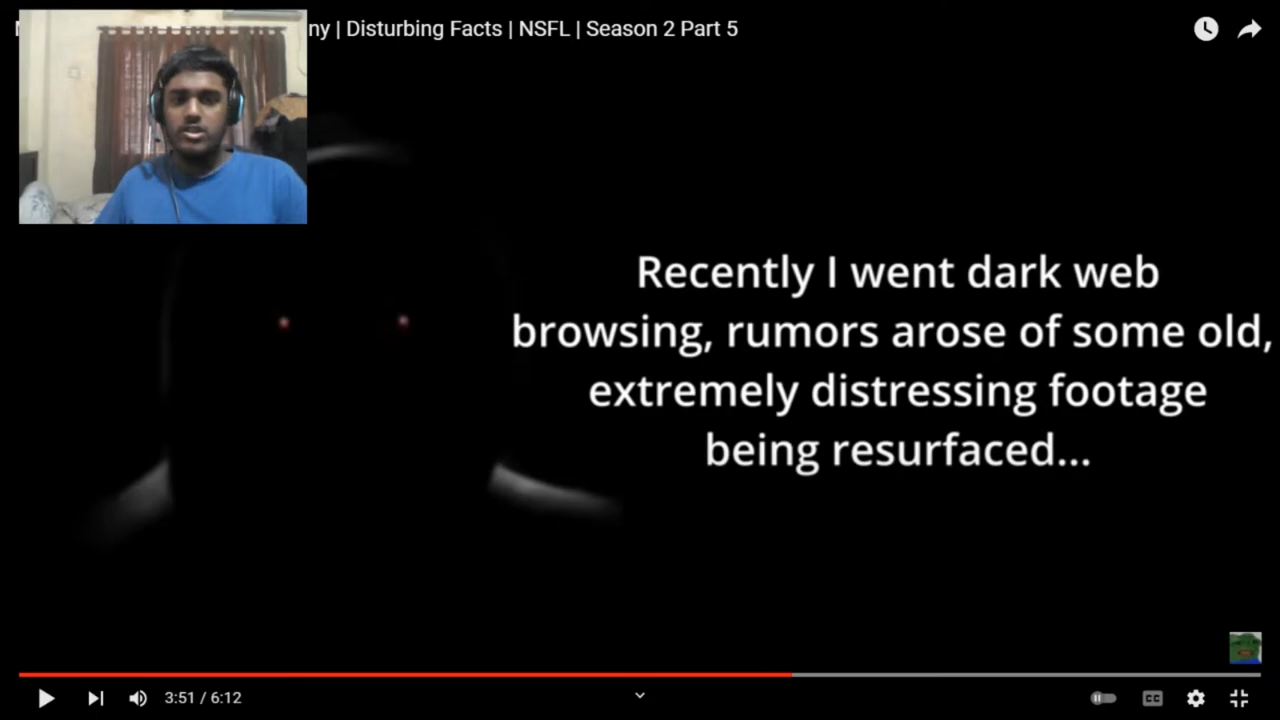 ny | Disturbing Facts | NSFL | Season 2 Part 5
Recently I went dark web
browsing, rumors arose of some old,
extremely distressing footage
being resurfaced...
3:51 / 6:12
CC